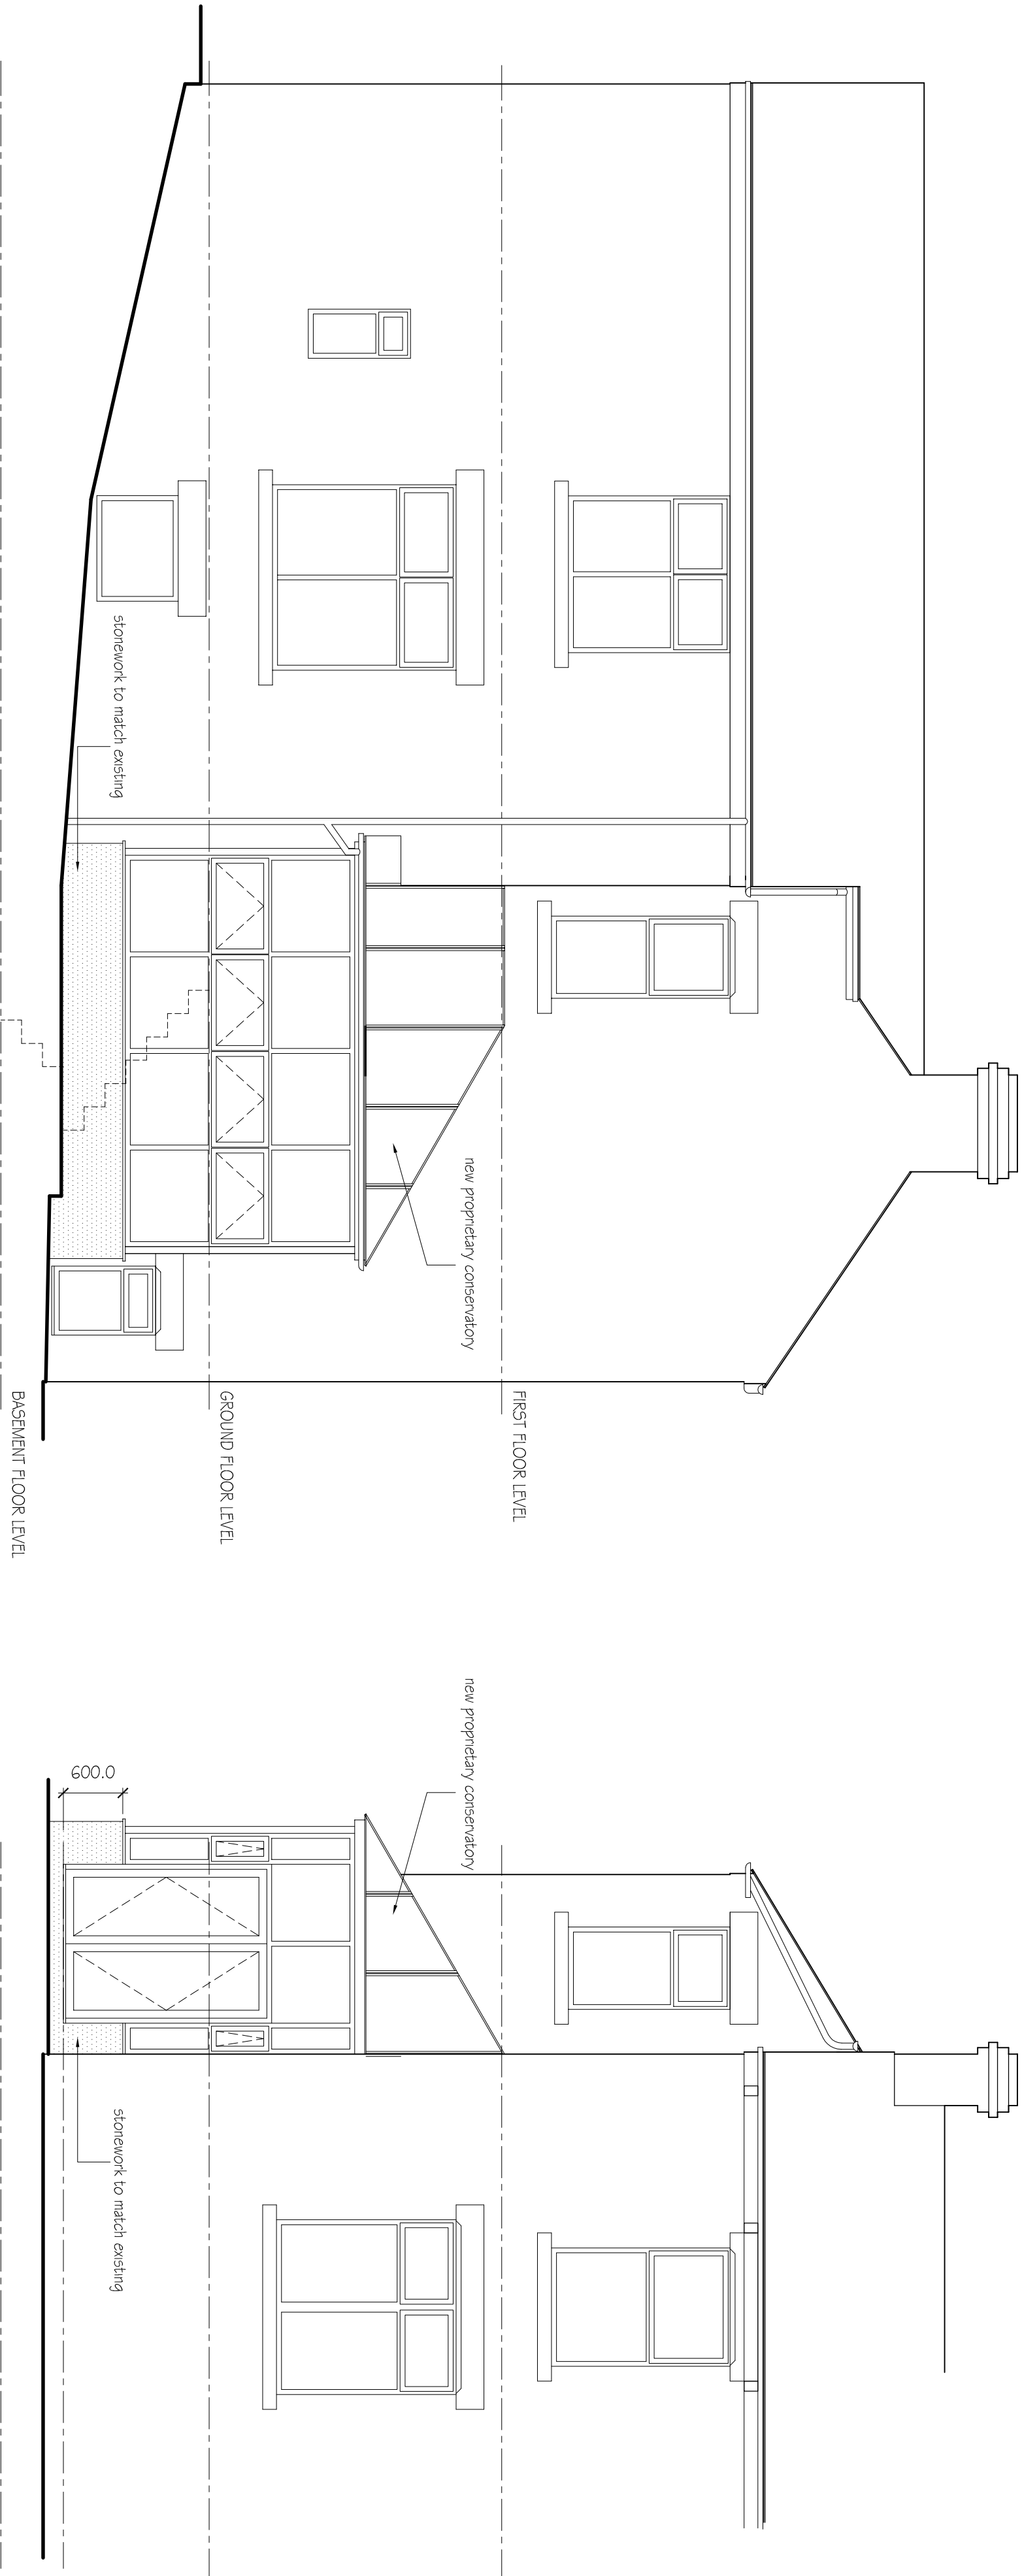 new proprietary conservatory
stonework to match existing
FIRST FLOOR LEVEL
GROUND FLOOR LEVEL
BASEMENT FLOOR LEVEL
new proprietary conservatory
600.0
stonework to match existing